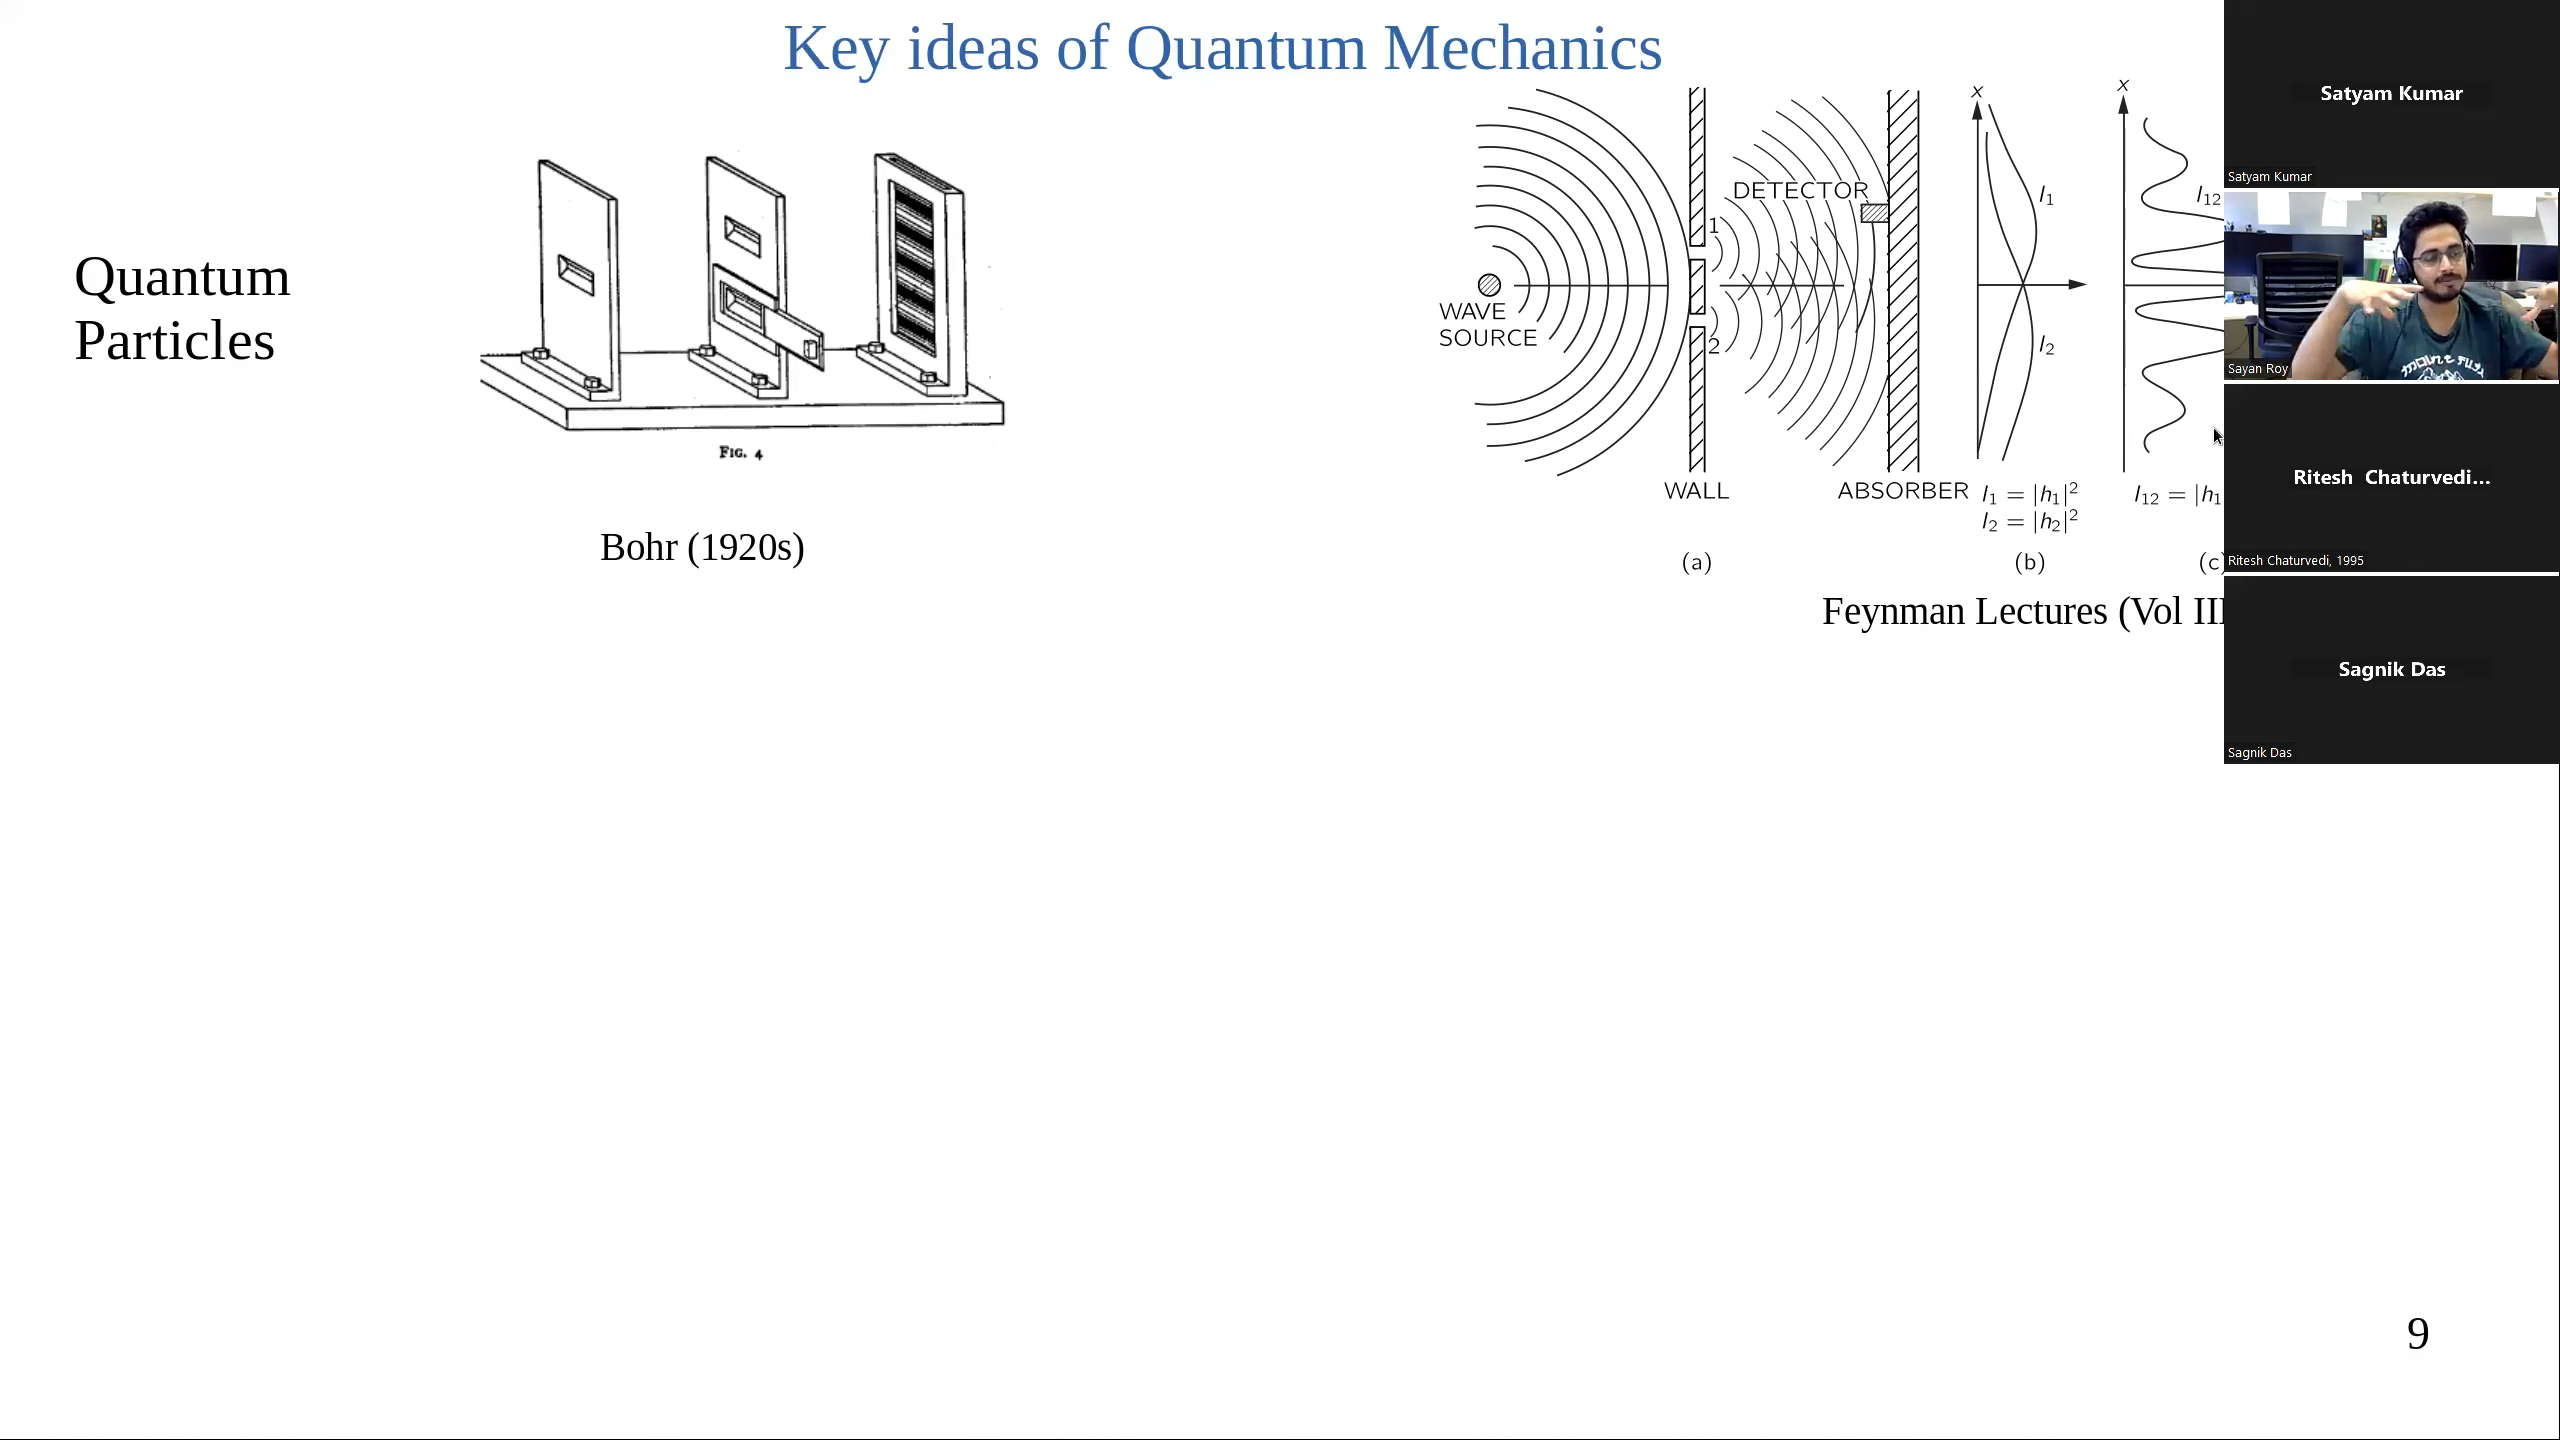 Key ideas of Quantum Mechanics
Quantum
Particles
FIG. 4
Bohr (1920s)
x
x
DETECTOR
1
2
WAVE
SOURCE
I1
I2
I12
WALL
ABSORBER
I1 = |h1|²
I2 = |h2|²
I12 = |h1
(a)
(b)
(c)
Feynman Lectures (Vol III
9
Satyam Kumar
Satyam Kumar
Sayan Roy
Ritesh Chaturvedi...
Ritesh Chaturvedi, 1995
Sagnik Das
Sagnik Das